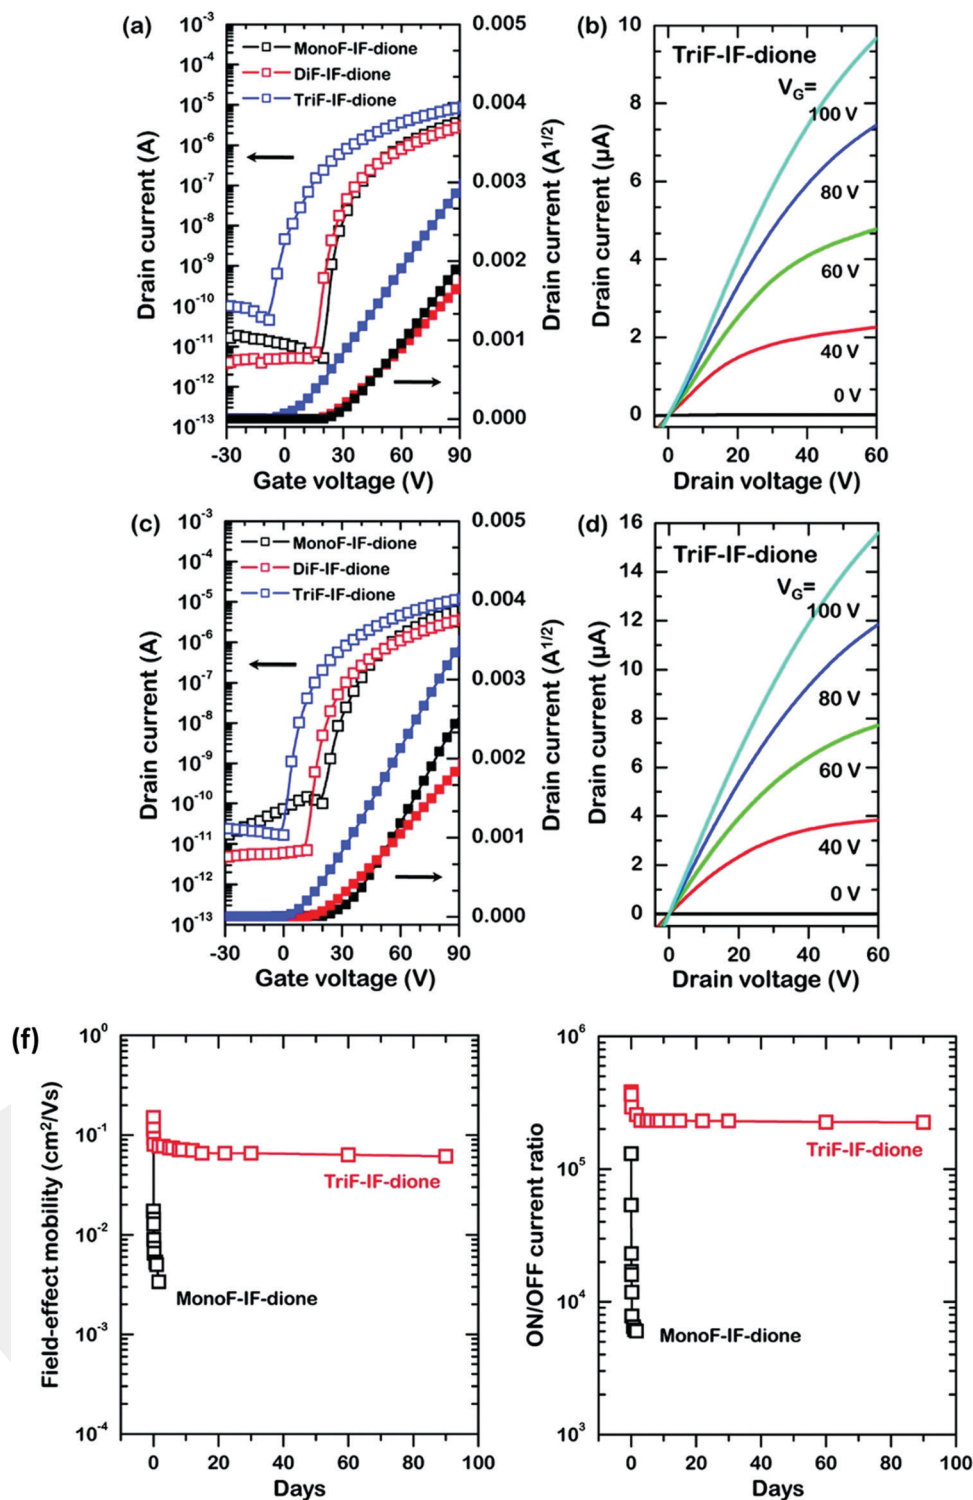 (a)
10⁻³
10⁻⁴
10⁻⁵
10⁻⁶
10⁻⁷
10⁻⁸
10⁻⁹
10⁻¹⁰
10⁻¹¹
10⁻¹²
10⁻¹³
Drain current (A)
MonoF-IF-dione
DiF-IF-dione
TriF-IF-dione
0.005
0.004
0.003
0.002
0.001
0.000
Drain current (A¹/²)
-30 0 30 60 90
Gate voltage (V)
(b)
10
8
6
4
2
0
Drain current (µA)
TriF-IF-dione
V_G=
100 V
80 V
60 V
40 V
0 V
0 20 40 60
Drain voltage (V)
(c)
10⁻³
10⁻⁴
10⁻⁵
10⁻⁶
10⁻⁷
10⁻⁸
10⁻⁹
10⁻¹⁰
10⁻¹¹
10⁻¹²
10⁻¹³
Drain current (A)
MonoF-IF-dione
DiF-IF-dione
TriF-IF-dione
0.005
0.004
0.003
0.002
0.001
0.000
Drain current (A¹/²)
-30 0 30 60 90
Gate voltage (V)
(d)
16
14
12
10
8
6
4
2
0
Drain current (µA)
TriF-IF-dione
V_G=
100 V
80 V
60 V
40 V
0 V
0 20 40 60
Drain voltage (V)
(f)
10⁰
10⁻¹
10⁻²
10⁻³
10⁻⁴
Field-effect mobility (cm²/Vs)
TriF-IF-dione
MonoF-IF-dione
0 20 40 60 80 100
Days
10⁶
10⁵
10⁴
10³
ON/OFF current ratio
TriF-IF-dione
MonoF-IF-dione
0 20 40 60 80 100
Days